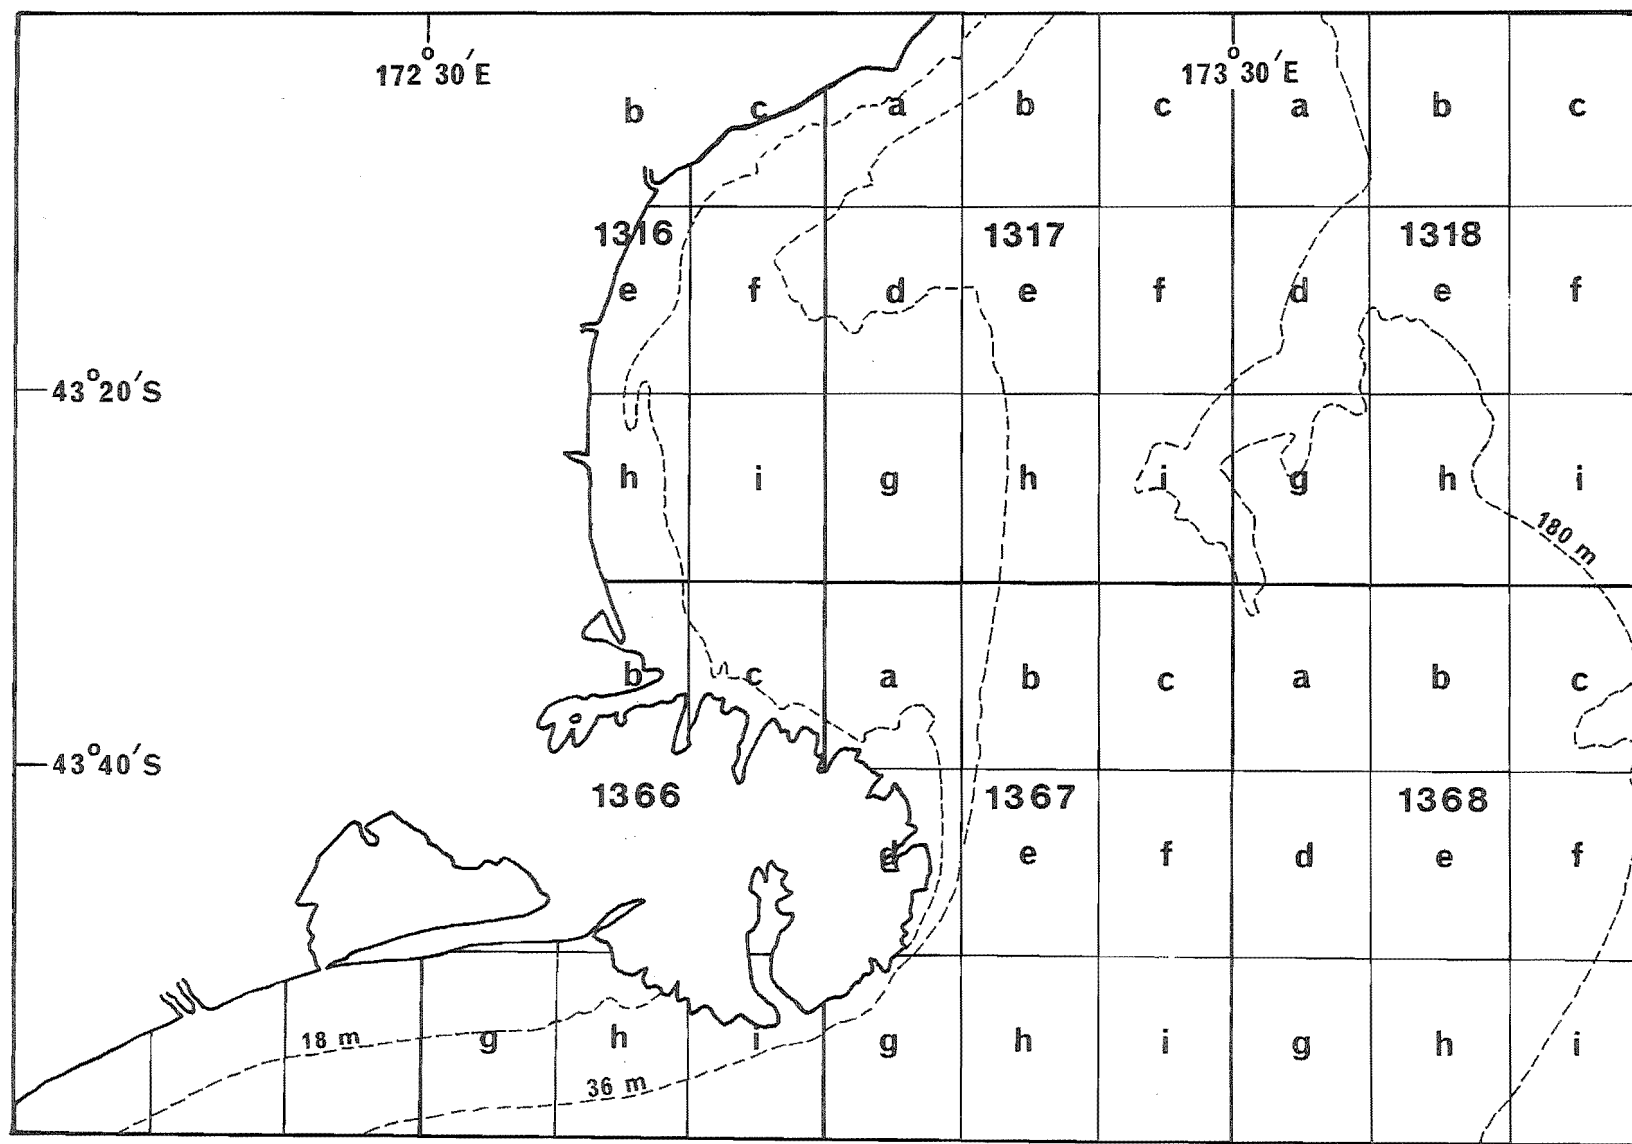 172°30′E
173°30′E
b c a b c a b c
1316 1317 1318
e f d e f d e f
43°20′S
h i g h i g h i
180 m
b c a b c a b c
43°40′S
1366 1367 1368
d e f d e f
18 m
g h i g h i g h i
36 m